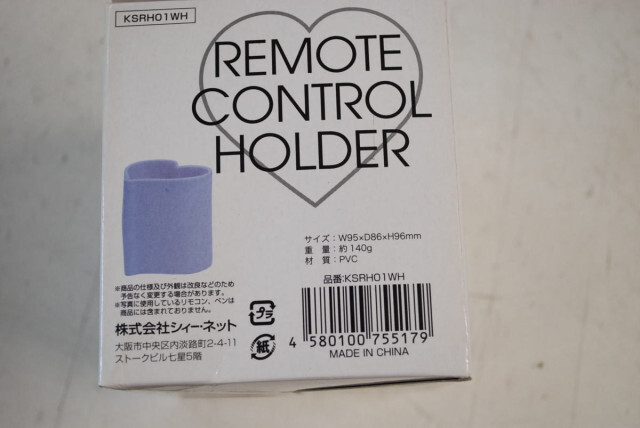 KSRH01WH
REMOTE
CONTROL
HOLDER
サイズ：W95×D86×H96mm
重　量：約140g
材　質：PVC
品番:KSRH01WH
※商品の仕様及び外観は改良などのため
予告なく変更する場合があります。
※写真に使用しているリモコン、ペンは
商品には含まれておりません。
株式会社シィー・ネット
大阪市中央区内淡路町2-4-11
ストークビル七星5階
プラ
紙
4 580100 755179
MADE IN CHINA